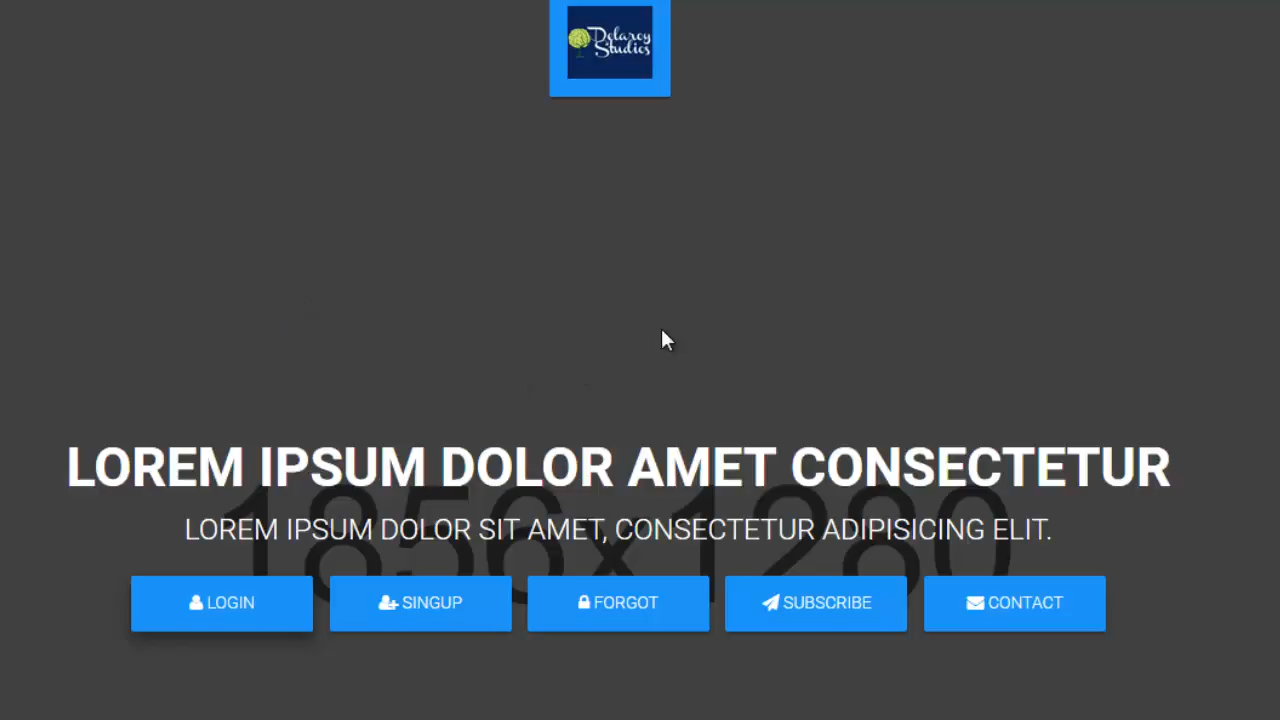 Delaroy
Studios
LOREM IPSUM DOLOR AMET CONSECTETUR
1856x1280
LOREM IPSUM DOLOR SIT AMET, CONSECTETUR ADIPISICING ELIT.
LOGIN
SINGUP
FORGOT
SUBSCRIBE
CONTACT